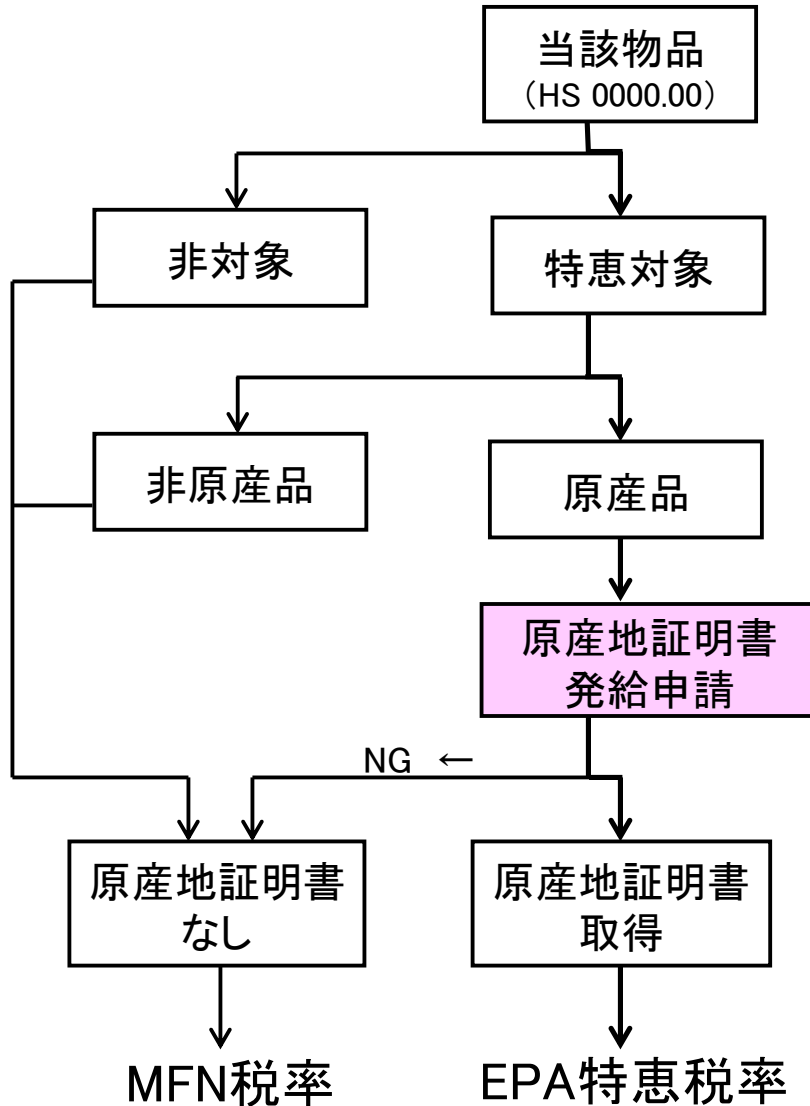 当該物品
（HS 0000.00）
非対象
特恵対象
非原産品
原産品
原産地証明書
発給申請
NG ←
原産地証明書
なし
原産地証明書
取得
MFN税率
EPA特恵税率